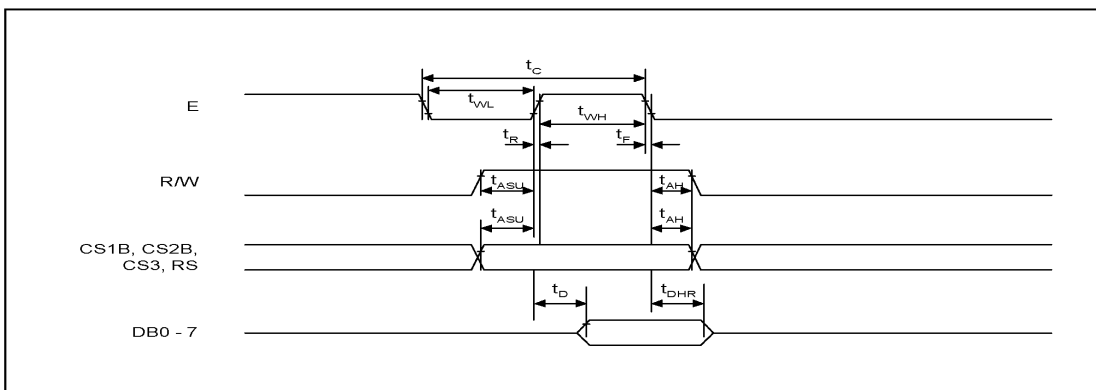 t_C
E
t_WL
t_WH
t_R
t_F
R/W
t_ASU
t_AH
t_ASU
t_AH
CS1B, CS2B,
CS3, RS
t_D
t_DHR
DB0 - 7